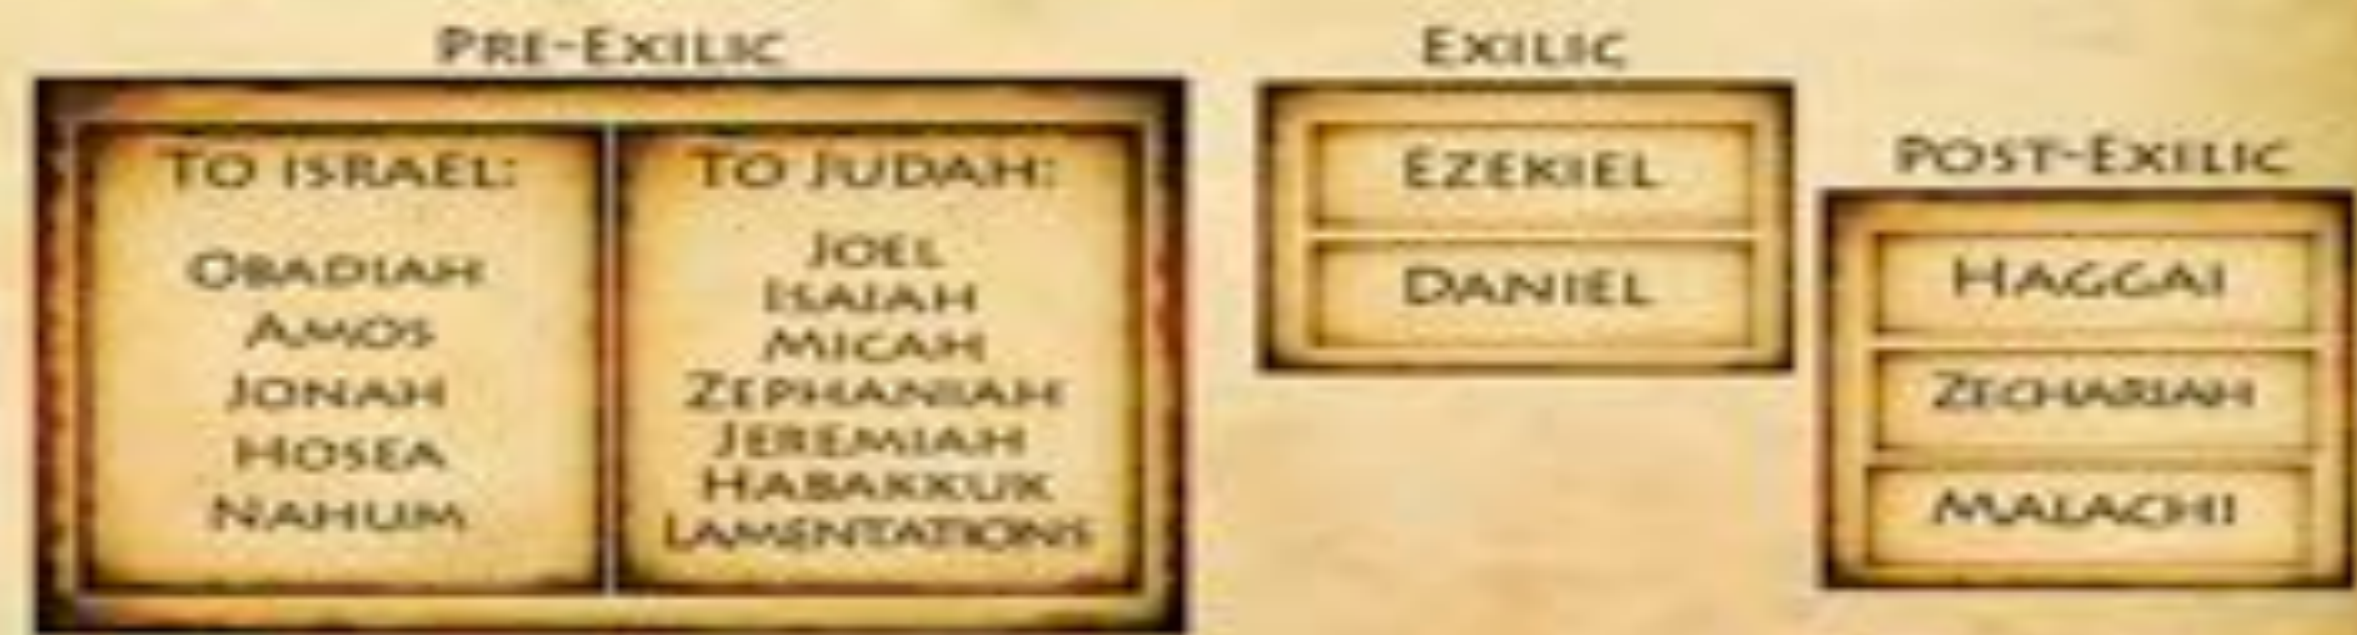 PRE-EXILIC
TO ISRAEL:
OBADIAH
AMOS
JONAH
HOSEA
NAHUM
TO JUDAH:
JOEL
ISAIAH
MICAH
ZEPHANIAH
JEREMIAH
HABAKKUK
LAMENTATIONS
EXILIC
EZEKIEL
DANIEL
POST-EXILIC
HAGGAI
ZECHARIAH
MALACHI